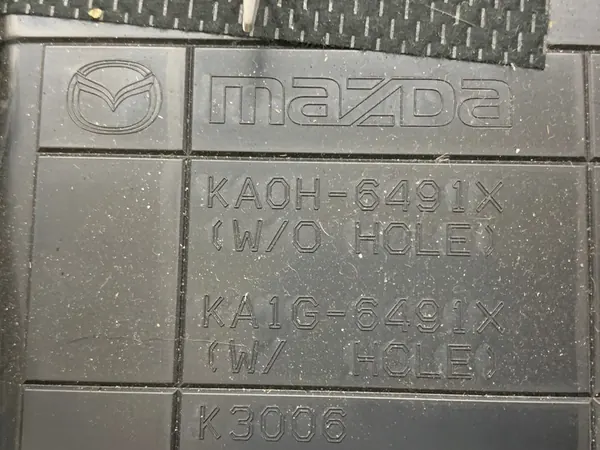 mazda
KA0H-6491X
(W/O HOLE)
KA1G-6491X
(W/ HOLE)
K3006